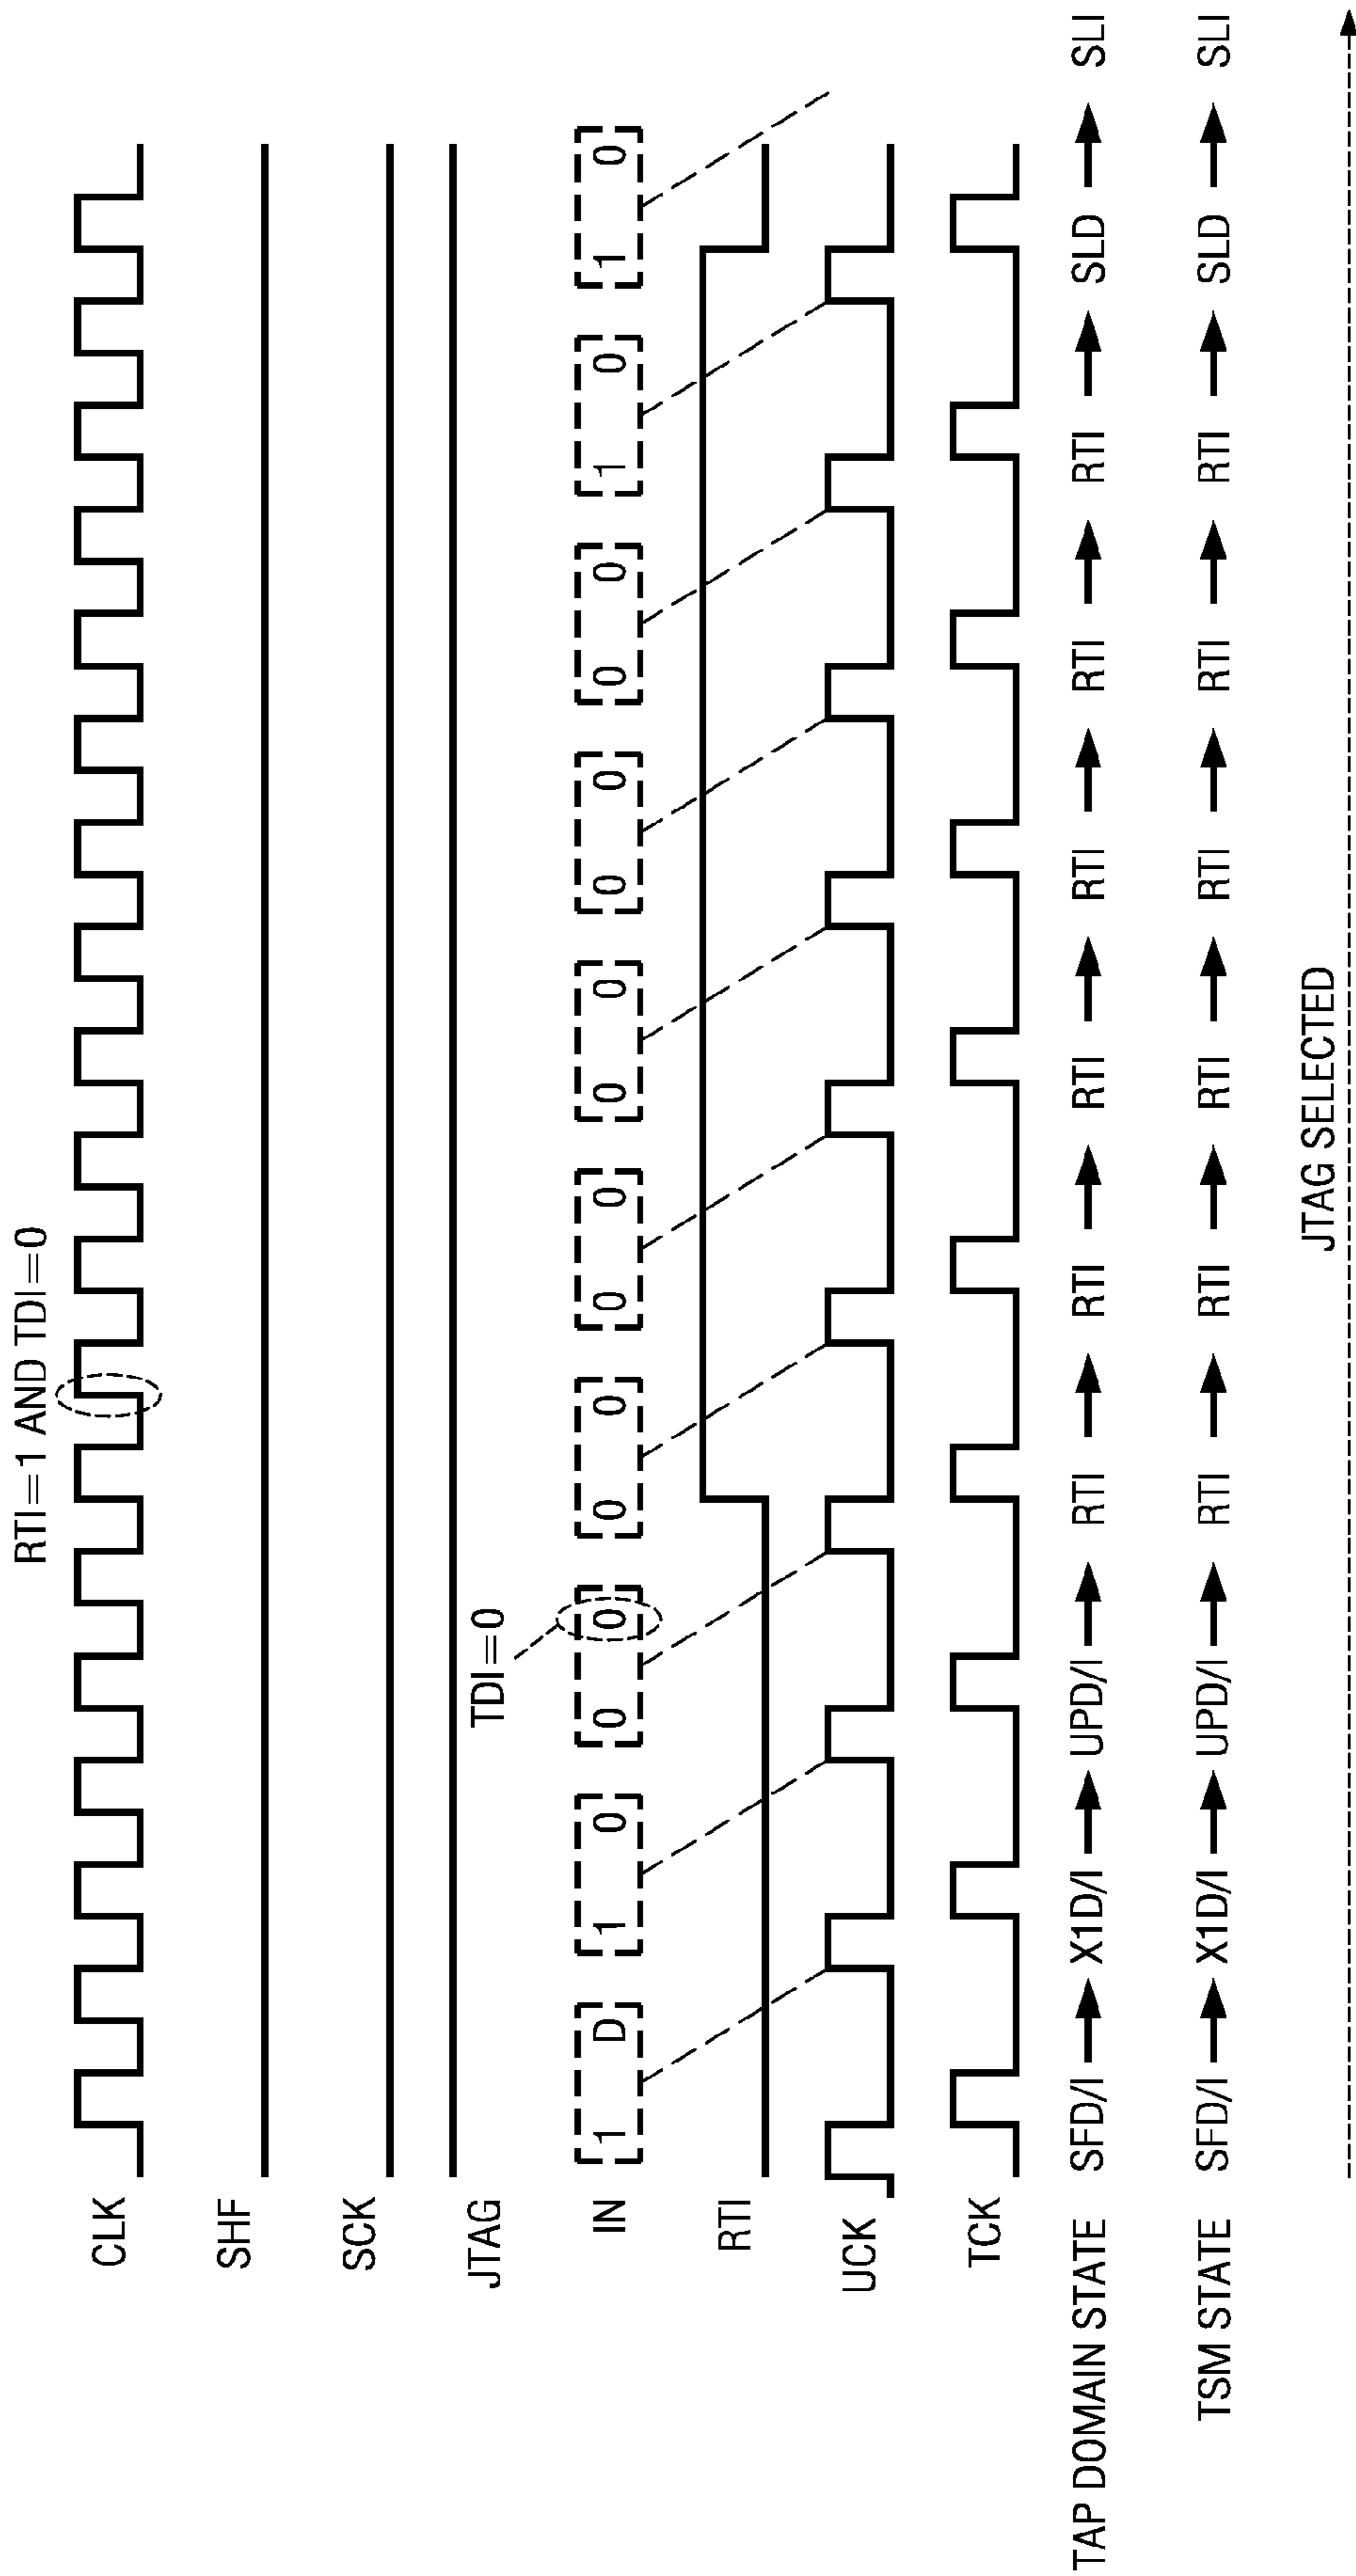 RTI=1 AND TDI=0
CLK
SHF
SCK
JTAG
TDI=0
IN 1 D 1 0 0 0 0 0 0 0 0 0 0 0 0 0 1 0 1 0
RTI
UCK
TCK
TAP DOMAIN STATE SFD/I X1D/I UPD/I RTI RTI RTI RTI RTI RTI SLD SLI
TSM STATE SFD/I X1D/I UPD/I RTI RTI RTI RTI RTI RTI SLD SLI
JTAG SELECTED